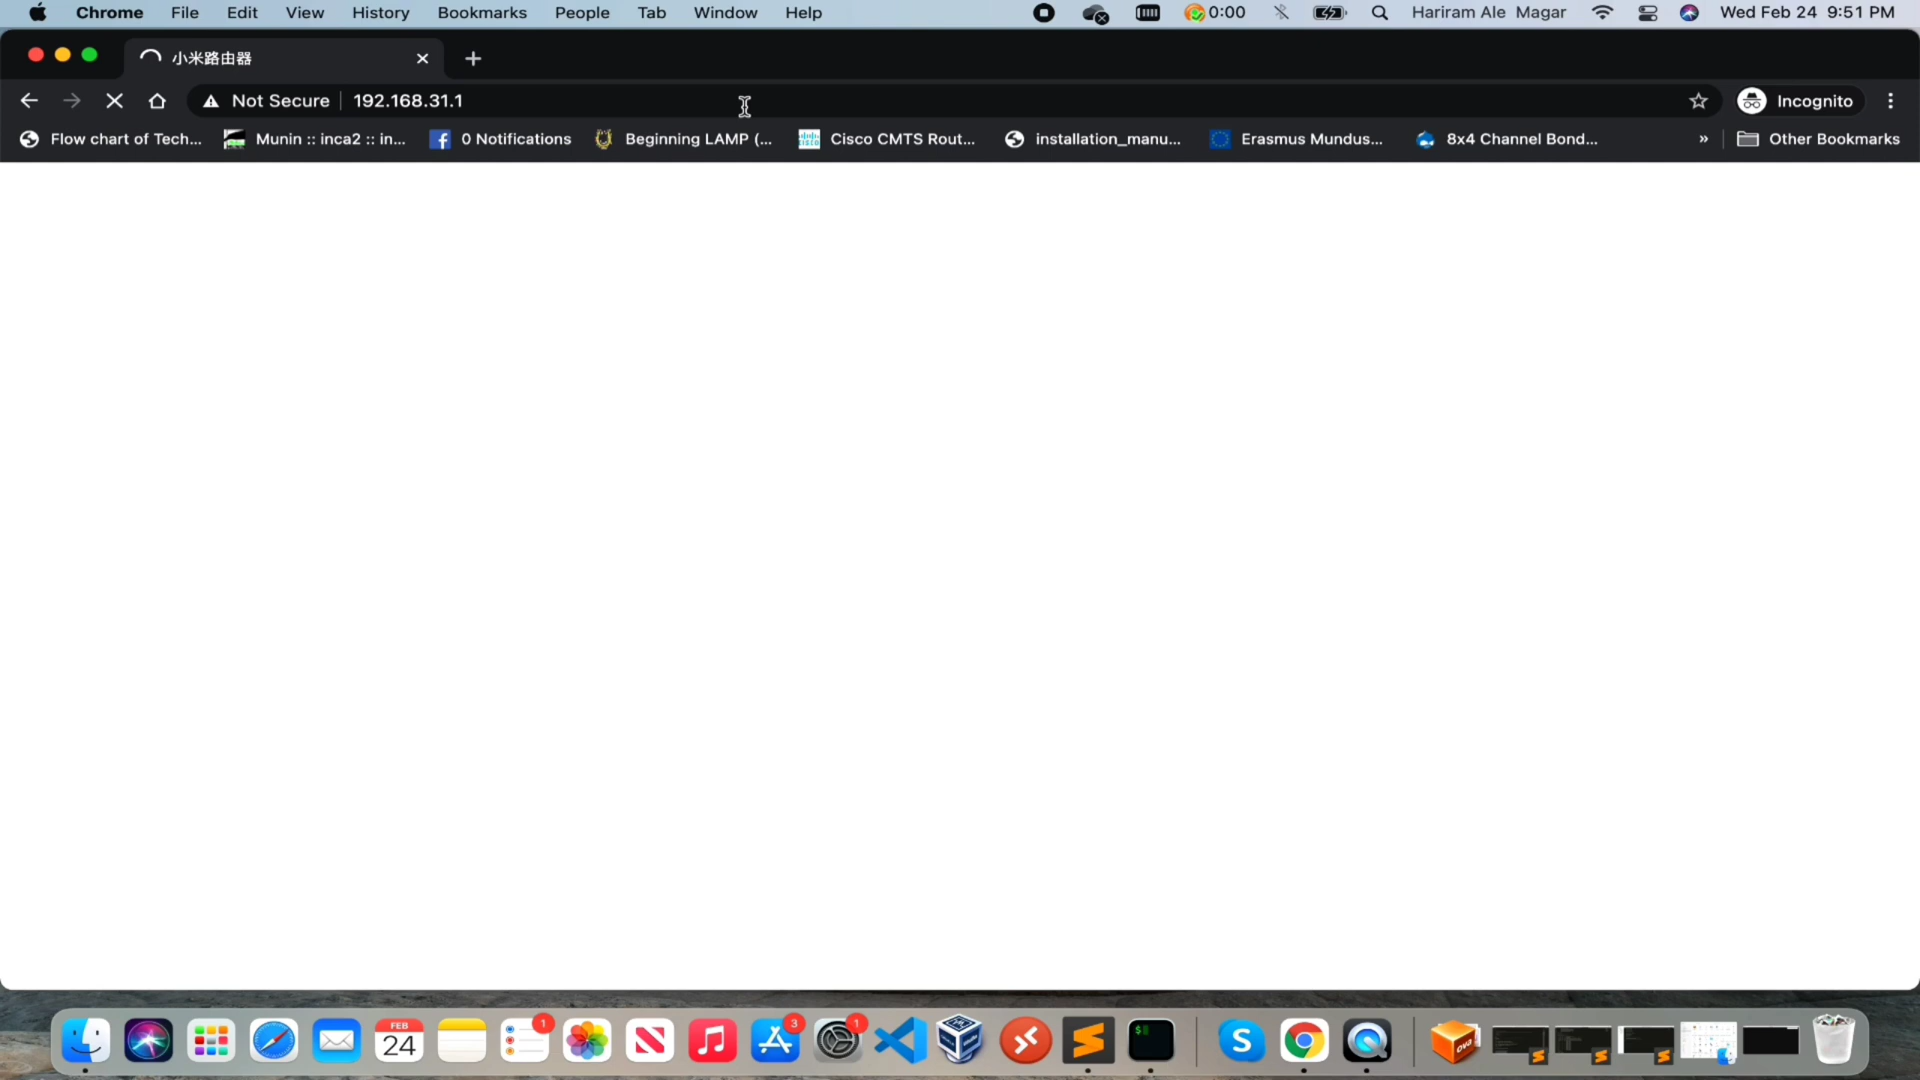 Chrome File Edit View History Bookmarks People Tab Window Help 0:00 Hariram Ale Magar Wed Feb 24 9:51 PM
小米路由器
Not Secure 192.168.31.1 Incognito
Flow chart of Tech... Munin :: inca2 :: in... 0 Notifications Beginning LAMP (... Cisco CMTS Rout... installation_manu... Erasmus Mundus... 8x4 Channel Bond... » Other Bookmarks
1 3 1
FEB
24